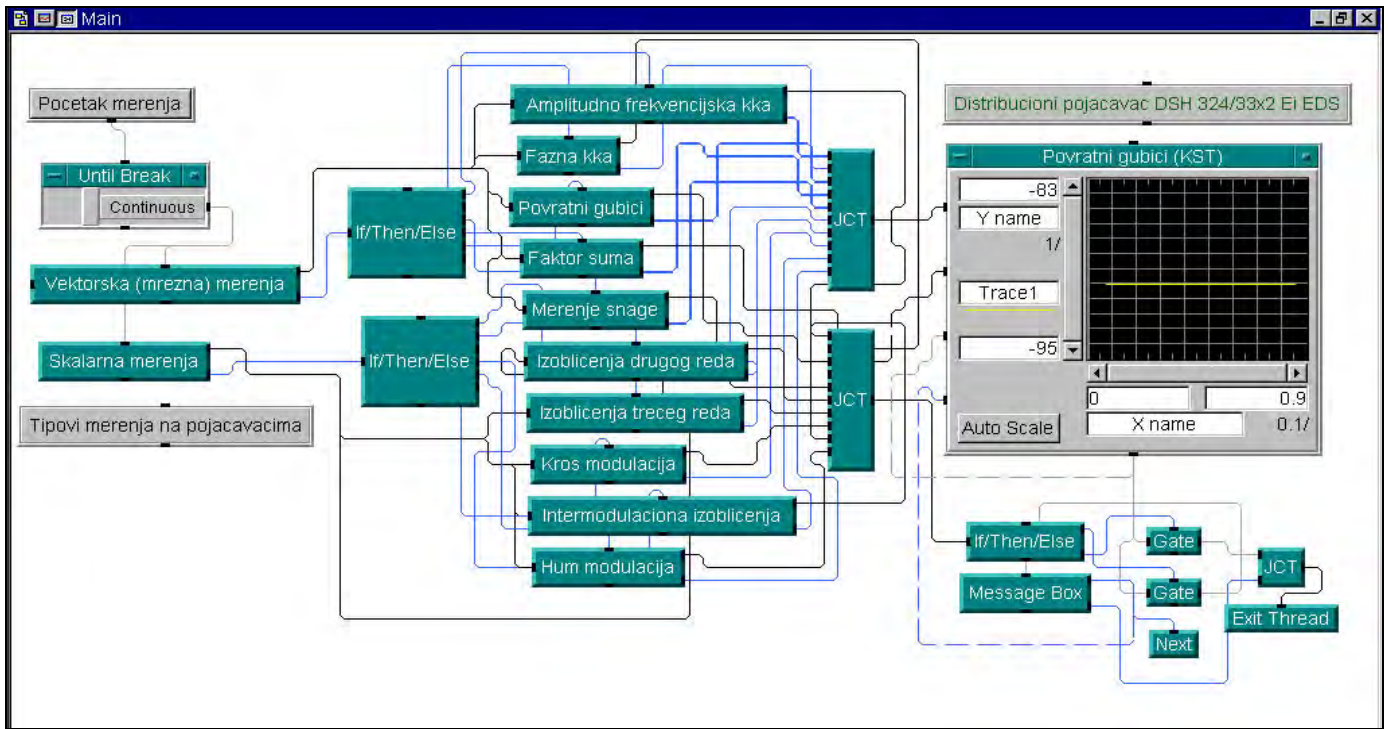 Main
Pocetak merenja
Until Break
Continuous
Vektorska (mrezna) merenja
Skalarna merenja
Tipovi merenja na pojacavacima
If/Then/Else
If/Then/Else
Amplitudno frekvencijska kka
Fazna kka
Povratni gubici
Faktor suma
Merenje snage
Izoblicenja drugog reda
Izoblicenja treceg reda
Kros modulacija
Intermodulaciona izoblicenja
Hum modulacija
JCT
JCT
Distribucioni pojacavac DSH 324/33x2 Ei EDS
Povratni gubici (KST)
-83
Y name
1/
Trace1
-95
Auto Scale
0
0.9
X name
0.1/
If/Then/Else
Message Box
Gate
Gate
Next
JCT
Exit Thread